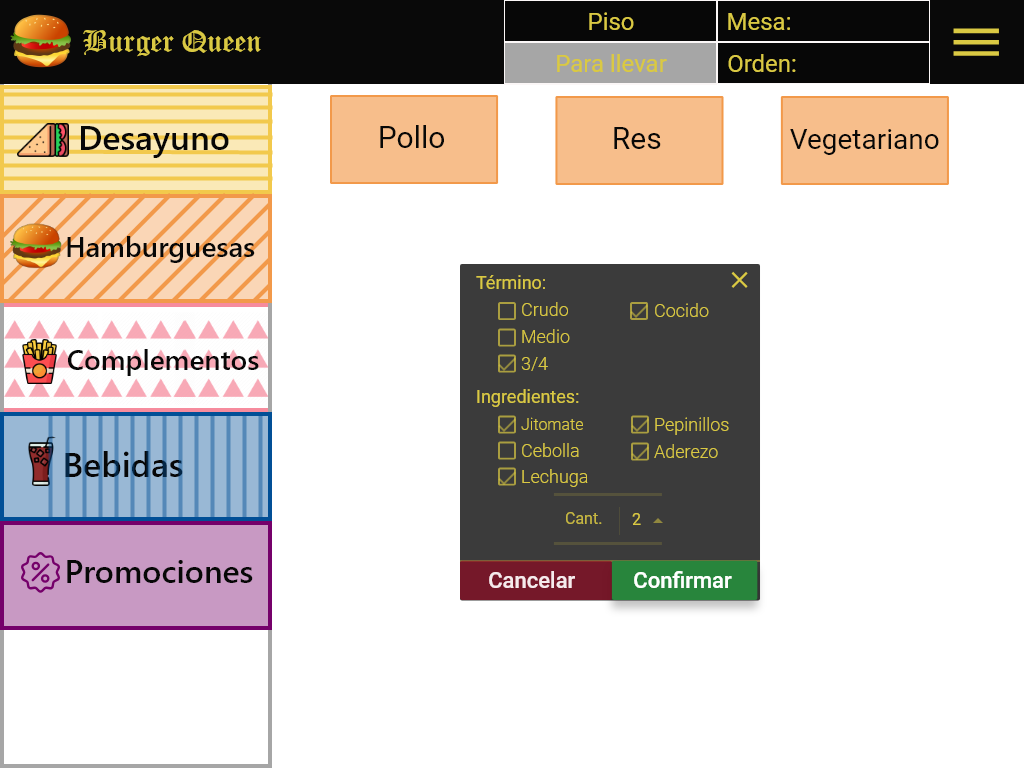 Burger Queen
Piso
Mesa:
Para llevar
Orden:
Desayuno
Hamburguesas
Complementos
Bebidas
Promociones
Pollo
Res
Vegetariano
Término:
Crudo
Cocido
Medio
3/4
Ingredientes:
Jitomate
Pepinillos
Cebolla
Aderezo
Lechuga
Cant. 2
Cancelar
Confirmar